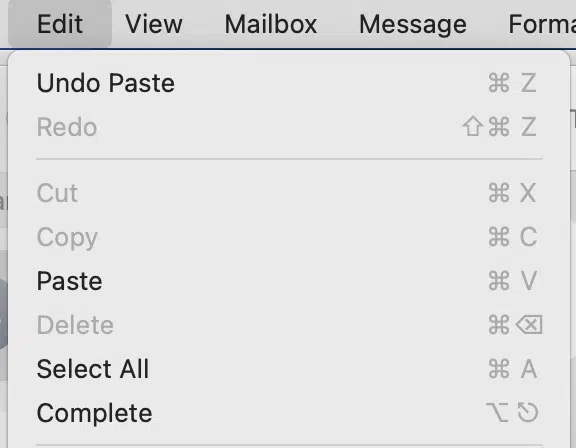 Edit View Mailbox Message Forma
Undo Paste ⌘ Z
Redo ⇧⌘ Z
Cut ⌘ X
Copy ⌘ C
Paste ⌘ V
Delete ⌘⌫
Select All ⌘ A
Complete ⌥⎋